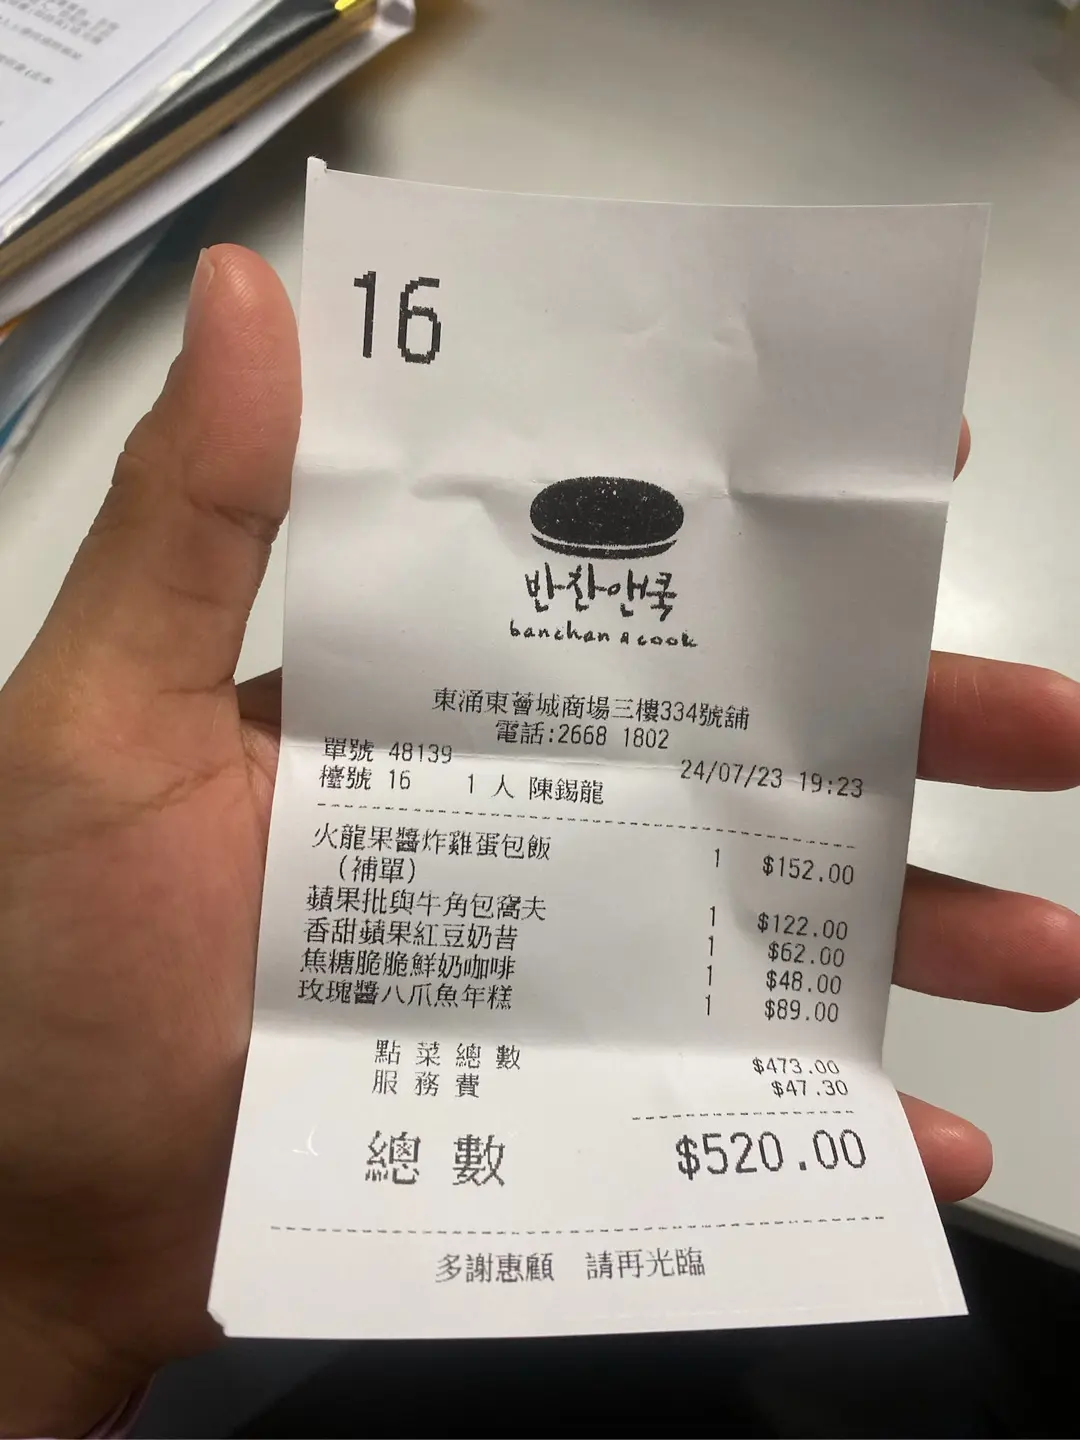 16
반찬앤쿡
banchan & cook
東涌東薈城商場三樓334號舖
電話:2668 1802
單號 48139 24/07/23 19:23
檯號 16 1 人 陳錫龍
火龍果醬炸雞蛋包飯 1 $152.00
(補單)
蘋果批與牛角包窩夫 1 $122.00
香甜蘋果紅豆奶昔 1 $62.00
焦糖脆脆鮮奶咖啡 1 $48.00
玫瑰醬八爪魚年糕 1 $89.00
點菜總數 $473.00
服務費 $47.30
總數 $520.00
多謝惠顧 請再光臨